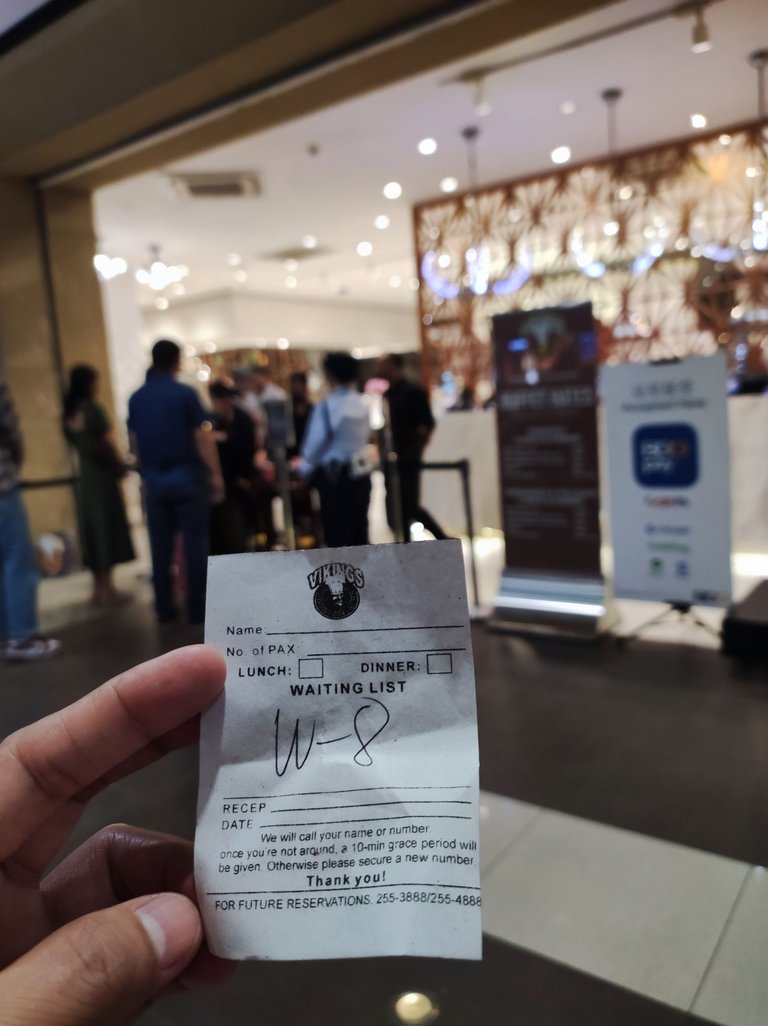 VIKINGS
Name
No. of PAX
LUNCH: DINNER:
WAITING LIST
W-8
RECEP
DATE
We will call your name or number.
once you're not around, a 10-min grace period will
be given. Otherwise please secure a new number.
Thank you!
FOR FUTURE RESERVATIONS: 255-3888/255-4888
BUFFET RATES